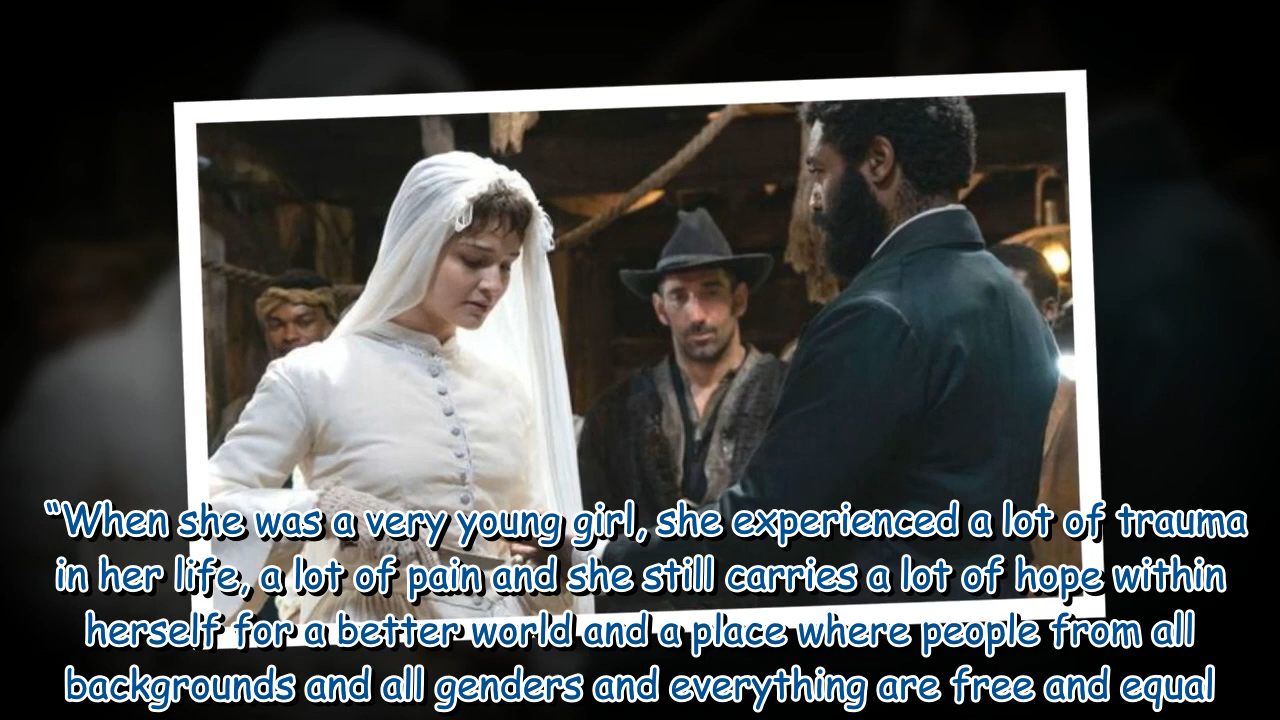 “When she was a very young girl, she experienced a lot of trauma
in her life, a lot of pain and she still carries a lot of hope within
herself for a better world and a place where people from all
backgrounds and all genders and everything are free and equal